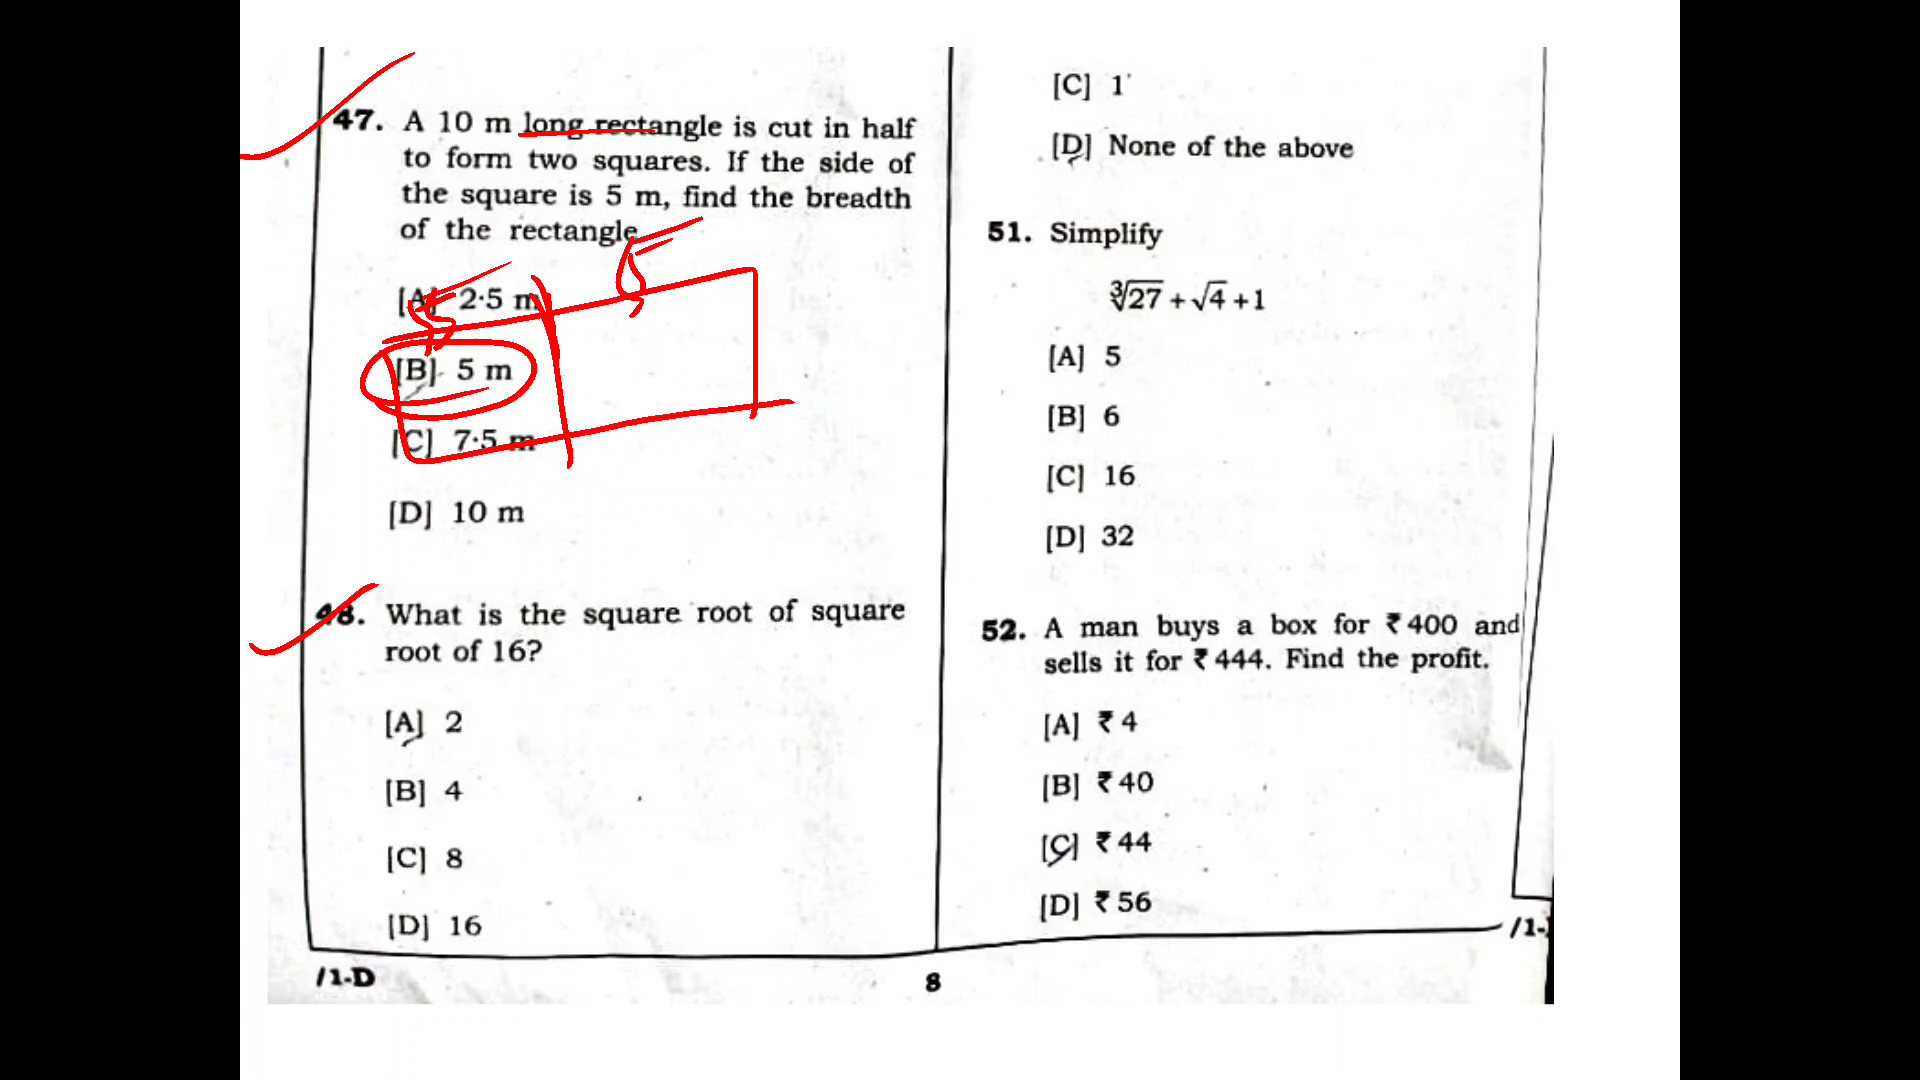 47. A 10 m long rectangle is cut in half
to form two squares. If the side of
the square is 5 m, find the breadth
of the rectangle.
5
5
[A] 2·5 m
[B] 5 m
[C] 7·5 m
[D] 10 m
48. What is the square root of square
root of 16?
[A] 2
[B] 4
[C] 8
[D] 16
/1-D
8
[C] 1
[D] None of the above
51. Simplify
∛27 + √4 + 1
[A] 5
[B] 6
[C] 16
[D] 32
52. A man buys a box for ₹ 400 and
sells it for ₹ 444. Find the profit.
[A] ₹ 4
[B] ₹ 40
[C] ₹ 44
[D] ₹ 56
/1-